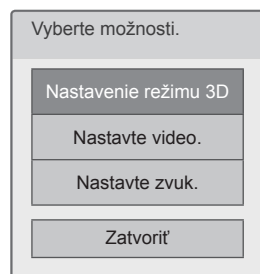 Vyberte možnosti.
Nastavenie režimu 3D
Nastavte video.
Nastavte zvuk.
Zatvoriť